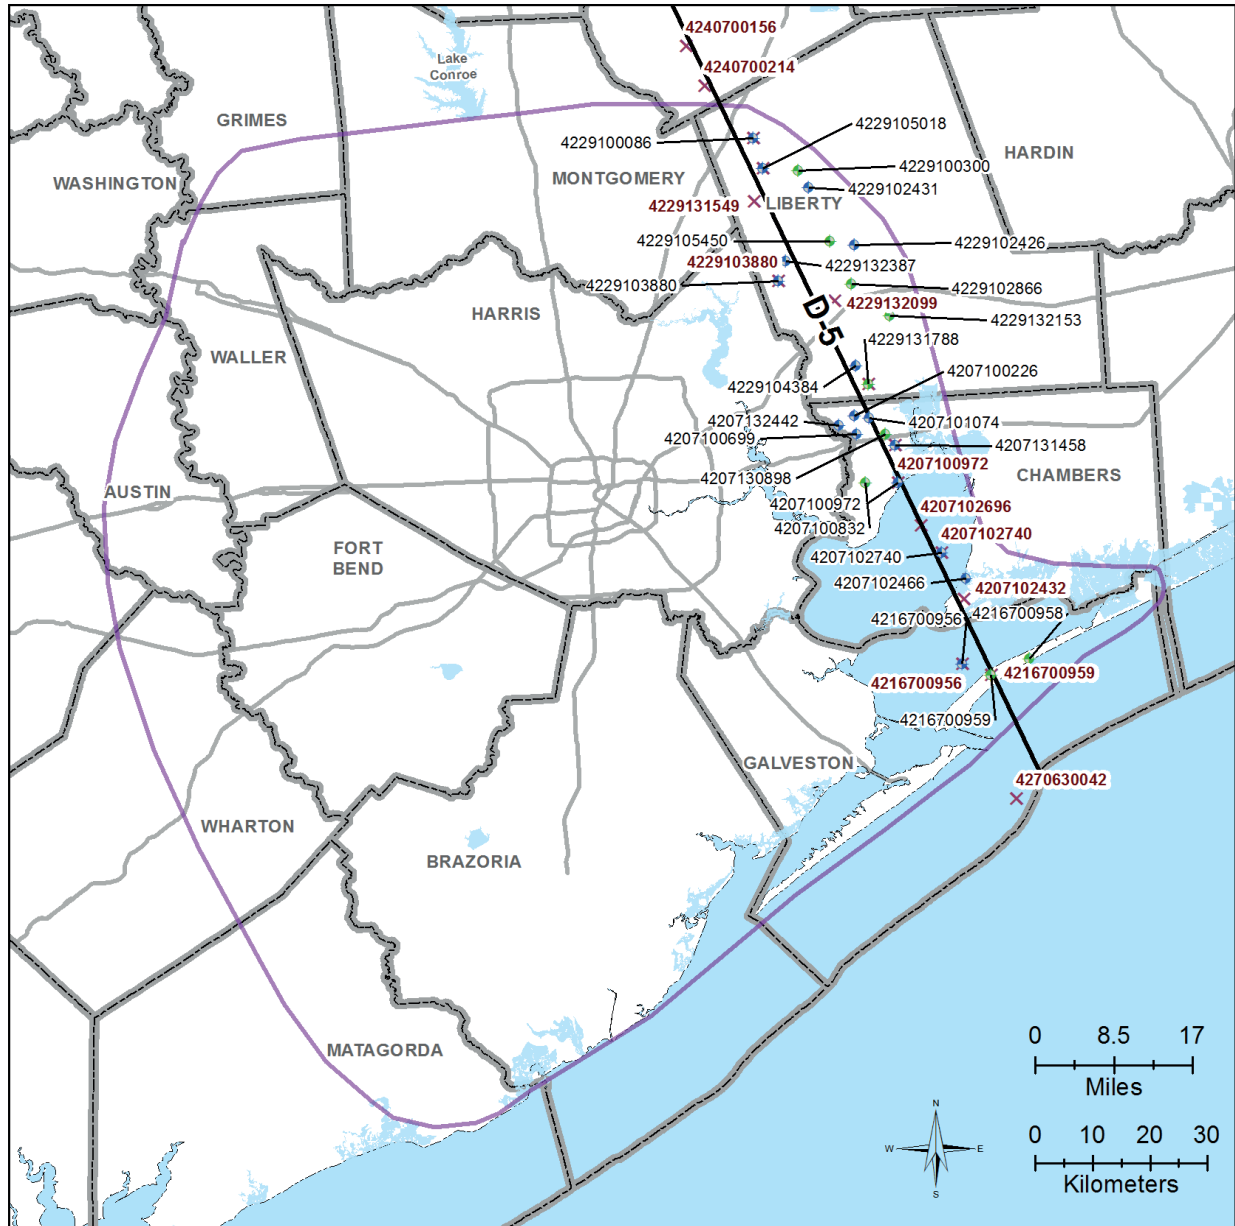 4240700156
Lake
Conroe
4240700214
GRIMES
4229105018
4229100086
HARDIN
4229100300
WASHINGTON
MONTGOMERY
4229102431
4229131549
LIBERTY
4229105450
4229102426
4229103880
4229132387
4229103880
4229102866
4229132099
HARRIS
D-5
4229132153
4229131788
WALLER
4207100226
4229104384
4207132442
4207101074
4207100699
4207131458
4207100972
4207130898
CHAMBERS
AUSTIN
4207100972
4207102696
4207100832
4207102740
FORT
BEND
4207102740
4207102466
4207102432
4216700956
4216700958
4216700956
4216700959
4216700959
GALVESTON
4270630042
WHARTON
BRAZORIA
0 8.5 17
Miles
MATAGORDA
N
W
E
S
0 10 20 30
Kilometers